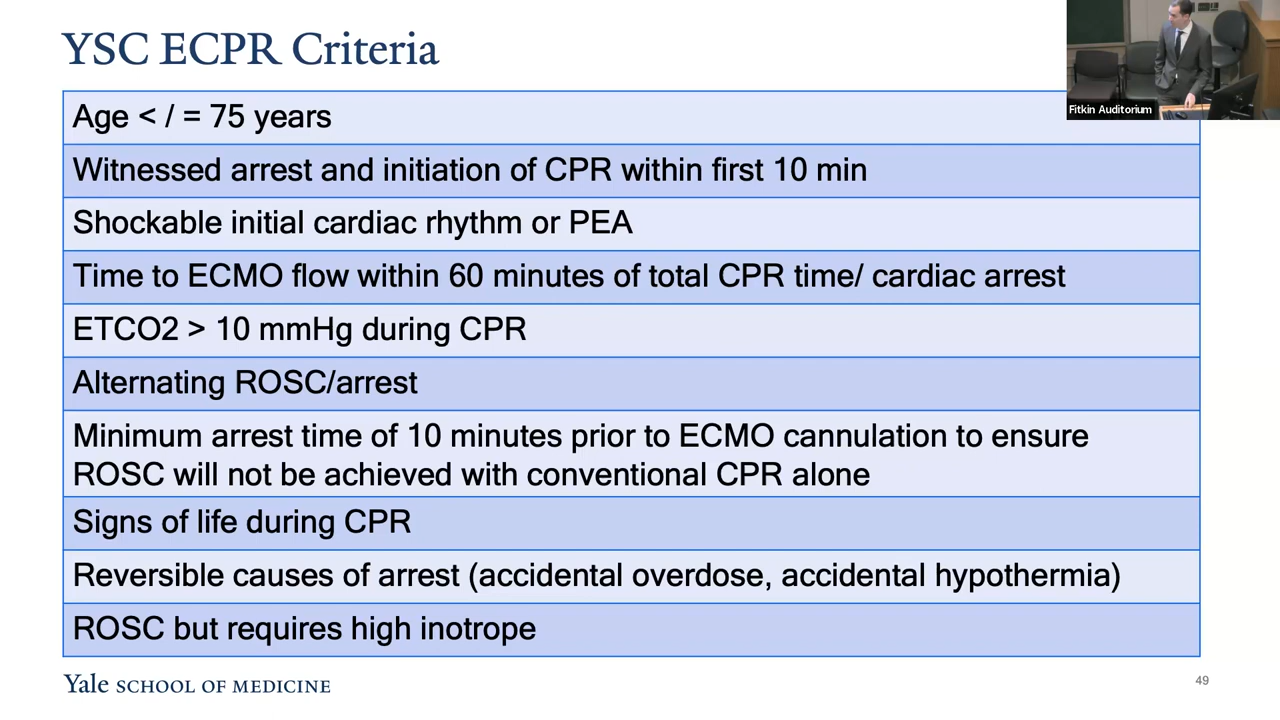 YSC ECPR Criteria
Fitkin Auditorium
Age < / = 75 years
Witnessed arrest and initiation of CPR within first 10 min
Shockable initial cardiac rhythm or PEA
Time to ECMO flow within 60 minutes of total CPR time/ cardiac arrest
ETCO2 > 10 mmHg during CPR
Alternating ROSC/arrest
Minimum arrest time of 10 minutes prior to ECMO cannulation to ensure
ROSC will not be achieved with conventional CPR alone
Signs of life during CPR
Reversible causes of arrest (accidental overdose, accidental hypothermia)
ROSC but requires high inotrope
Yale SCHOOL OF MEDICINE
49